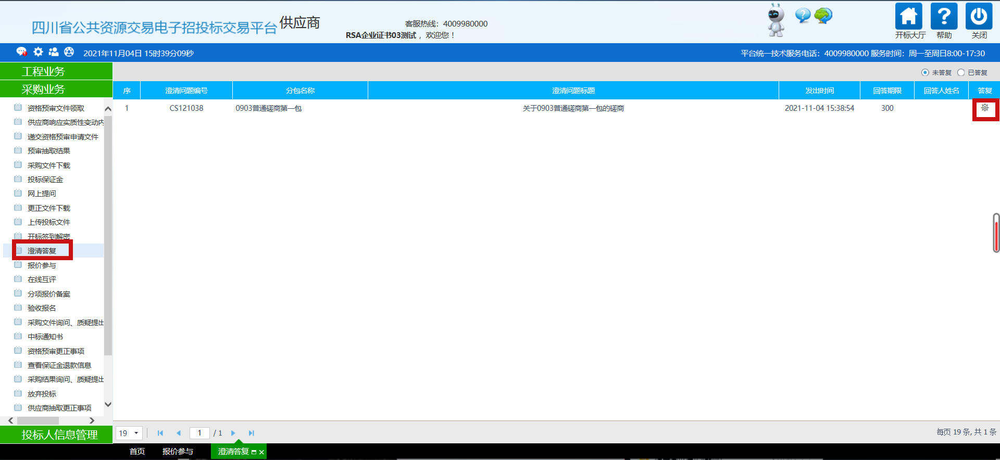 四川省公共资源交易电子招投标交易平台 供应商
客服热线：4009980000
RSA企业证书03测试，欢迎您！
开标大厅 帮助 关闭
2021年11月04日 15时39分09秒
平台统一技术服务电话：4009980000 服务时间：周一至周日8:00-17:30
工程业务
采购业务
资格预审文件领取
供应商响应实质性变动内
递交资格预审申请文件
预审抽取结果
采购文件下载
投标保证金
网上提问
更正文件下载
上传投标文件
开标签到解密
澄清答复
报价参与
在线互评
分项报价备案
验收报名
采购文件询问、质疑提出
中标通知书
资格预审更正事项
查看保证金退款信息
采购结果询问、质疑提出
放弃投标
供应商抽取更正事项
投标人信息管理
未答复 已答复
序 澄清问题编号 分包名称 澄清问题标题 发出时间 回答期限 回答人姓名 答复
1 CS121038 0903普通磋商第一包 关于0903普通磋商第一包的磋商 2021-11-04 15:38:54 300
19 1 / 1
每页 19 条, 共 1 条
首页 报价参与 澄清答复